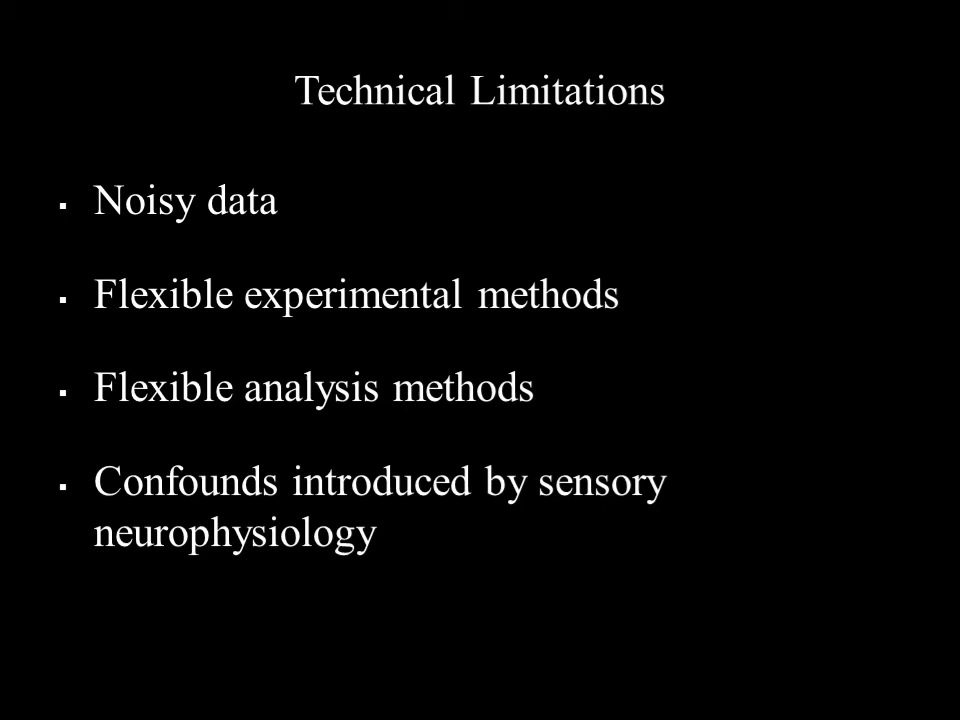 Technical Limitations
▪ Noisy data
▪ Flexible experimental methods
▪ Flexible analysis methods
▪ Confounds introduced by sensory
neurophysiology